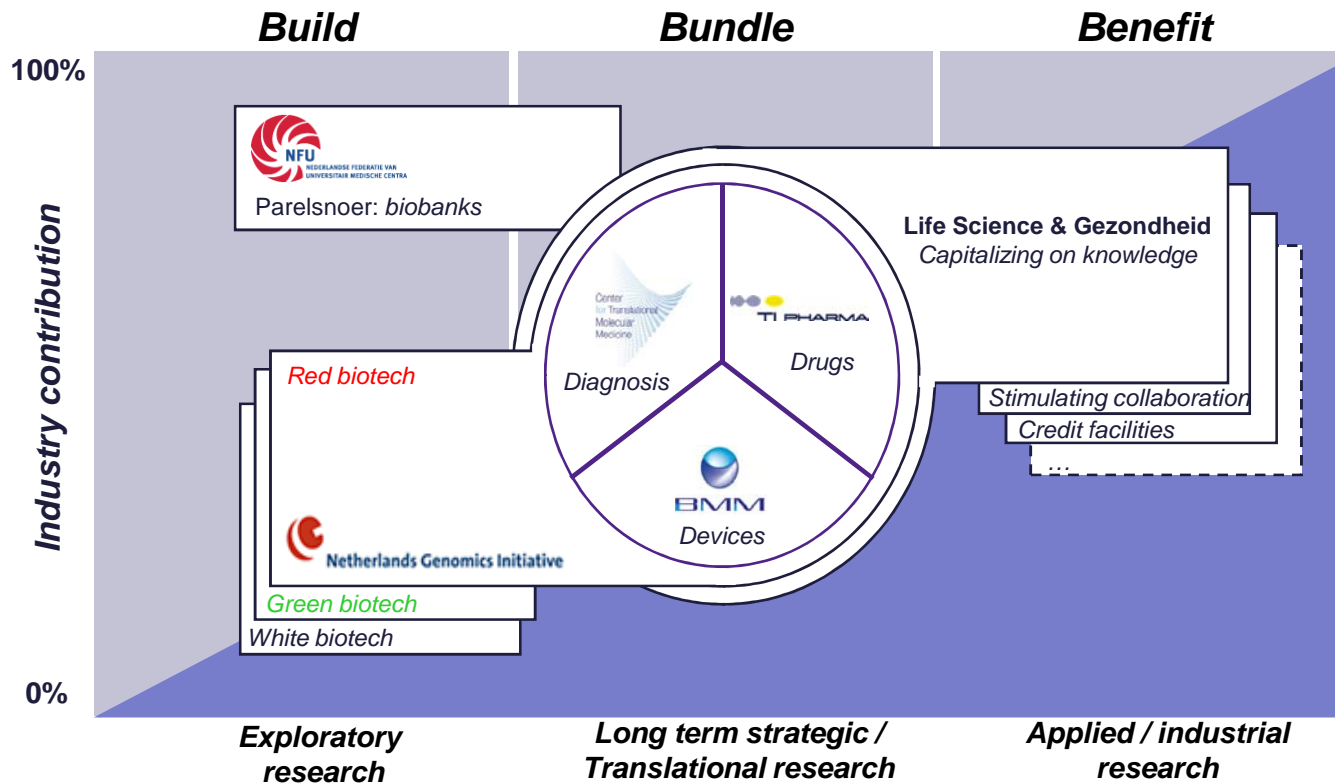 Build
Bundle
Benefit
100%
Industry contribution
0%
NFU
NEDERLANDSE FEDERATIE VAN
UNIVERSITAIR MEDISCHE CENTRA
Parelsnoer: biobanks
Life Science & Gezondheid
Capitalizing on knowledge
Stimulating collaboration
Credit facilities
...
Center
for Translational
Molecular
Medicine
Diagnosis
TI PHARMA
Drugs
BMM
Devices
Red biotech
Netherlands Genomics Initiative
Green biotech
White biotech
Exploratory
research
Long term strategic /
Translational research
Applied / industrial
research